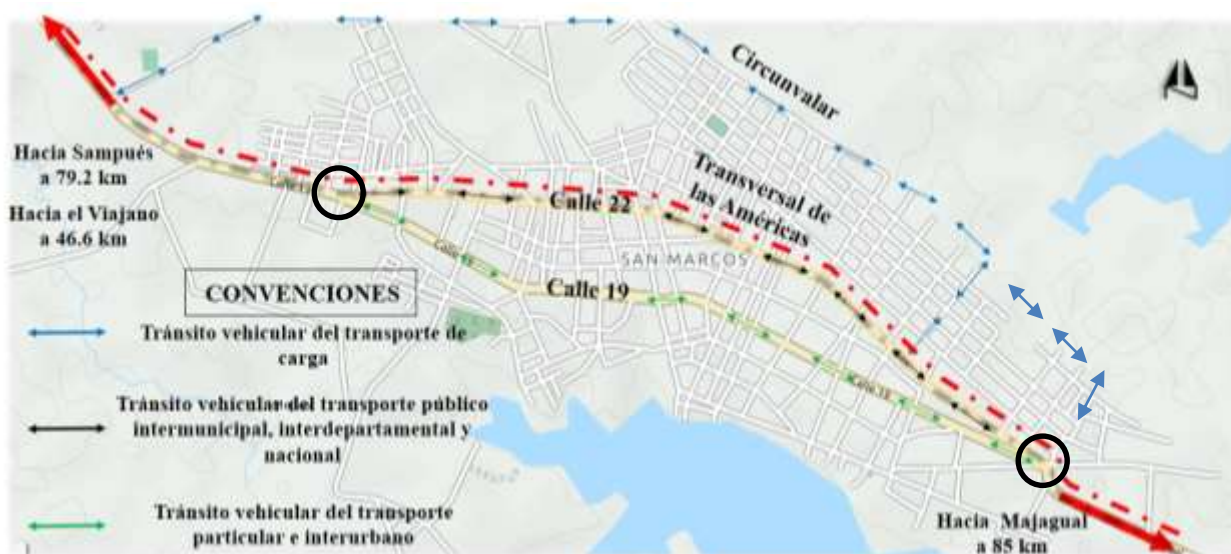 Circunvalar
Hacia Sampués
a 79.2 km
Hacia el Viajano
a 46.6 km
Transversal de
las Américas
Calle 22
SAN MARCOS
Calle 19
CONVENCIONES
Tránsito vehicular del transporte de
carga
Tránsito vehicular del transporte público
intermunicipal, interdepartamental y
nacional
Tránsito vehicular del transporte
particular e interurbano
Hacia Majagual
a 85 km